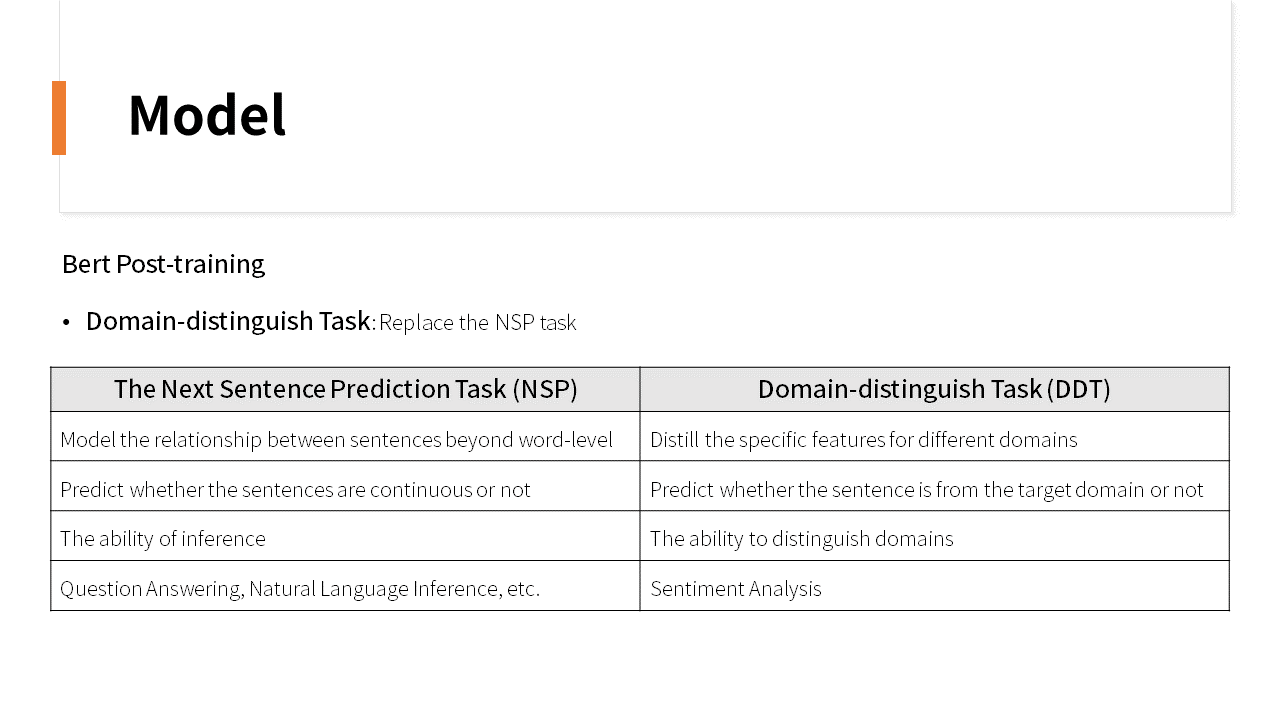 Model
Bert Post-training
• Domain-distinguish Task: Replace the NSP task
The Next Sentence Prediction Task (NSP)
Domain-distinguish Task (DDT)
Model the relationship between sentences beyond word-level
Distill the specific features for different domains
Predict whether the sentences are continuous or not
Predict whether the sentence is from the target domain or not
The ability of inference
The ability to distinguish domains
Question Answering, Natural Language Inference, etc.
Sentiment Analysis